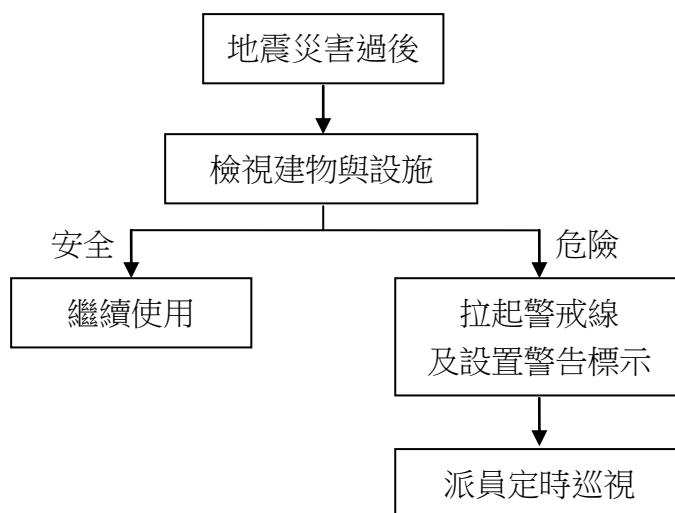 地震災害過後
檢視建物與設施
安全
危險
繼續使用
拉起警戒線
及設置警告標示
派員定時巡視